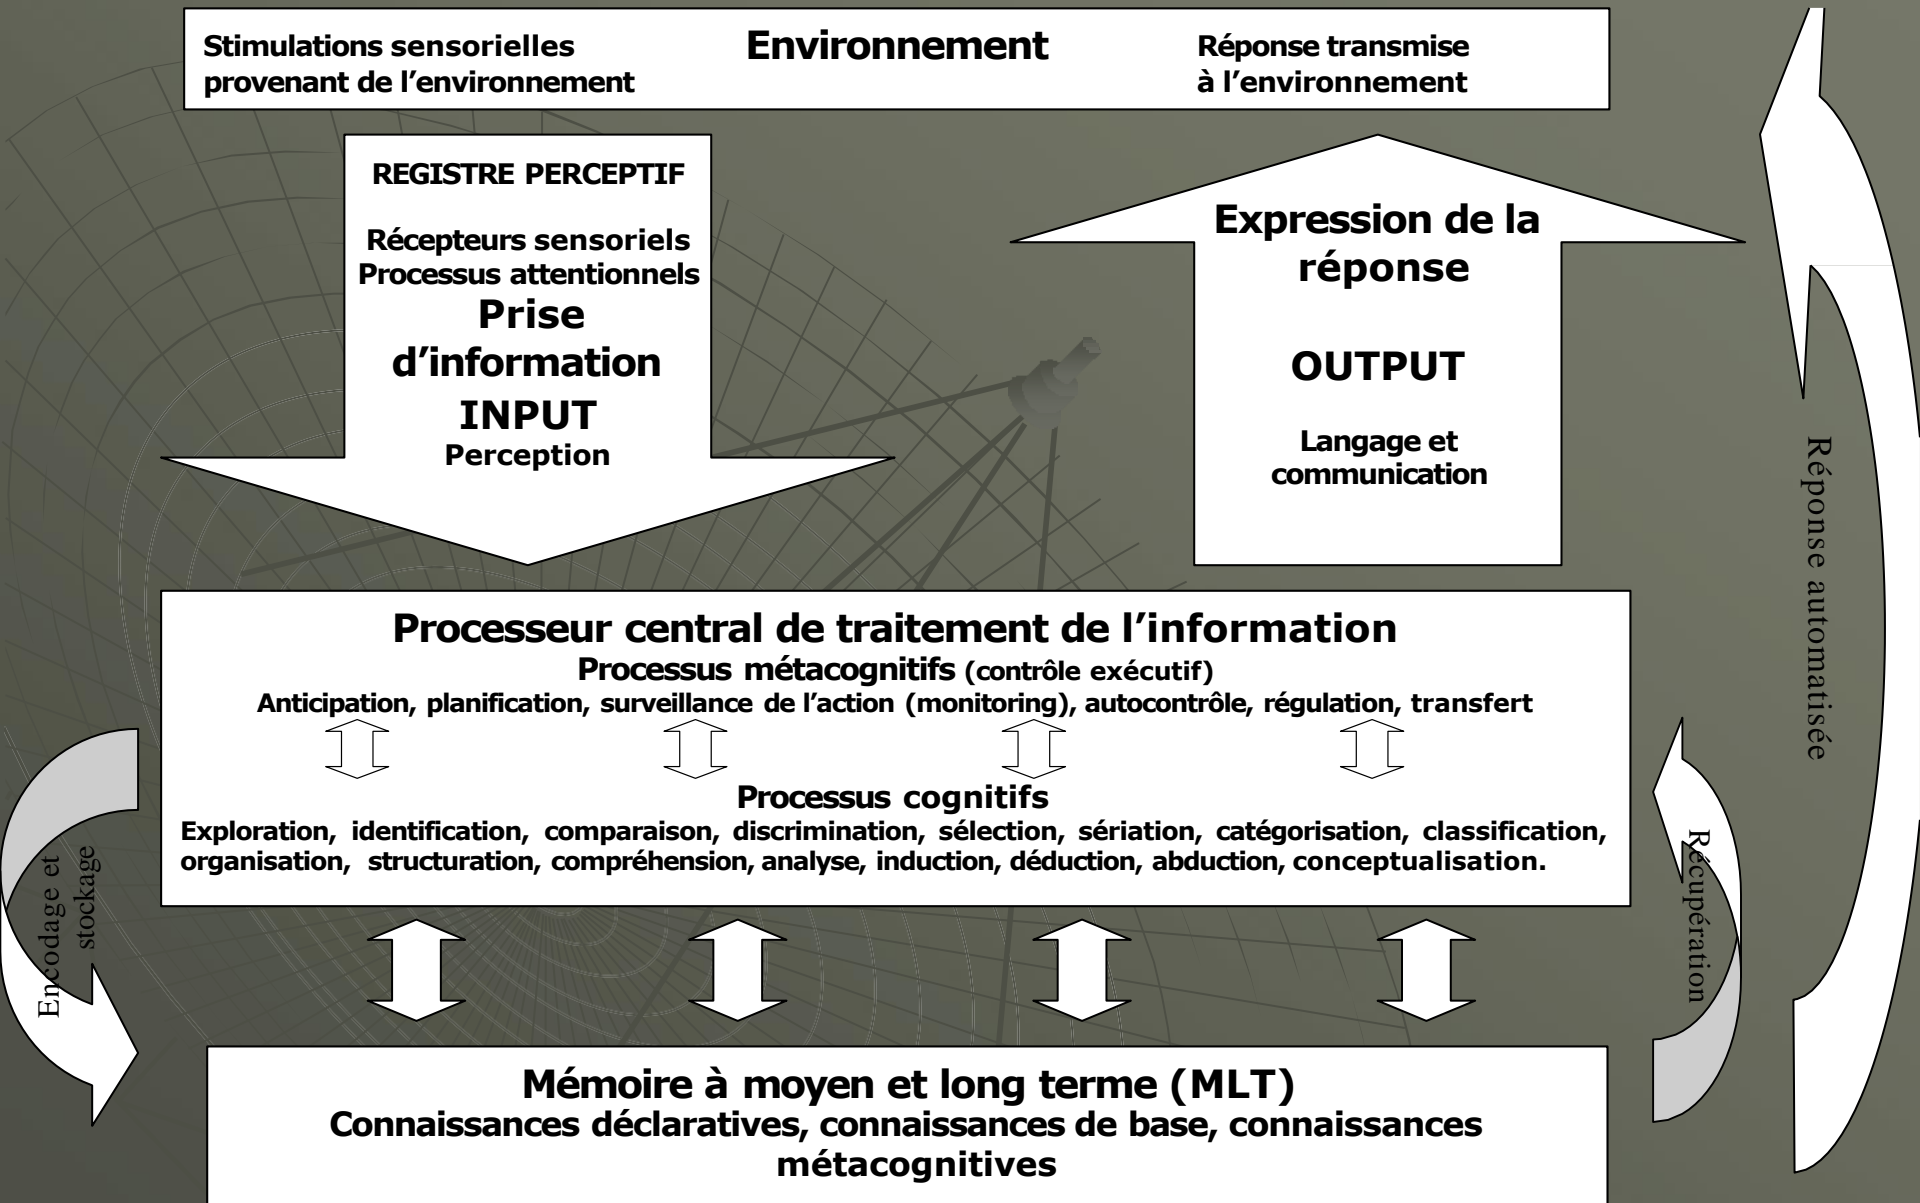 Environnement
Stimulations sensorielles
provenant de l’environnement
Réponse transmise
à l’environnement
REGISTRE PERCEPTIF
Récepteurs sensoriels
Processus attentionnels
Prise
d’information
INPUT
Perception
Expression de la
réponse
OUTPUT
Langage et
communication
Réponse automatisée
Processeur central de traitement de l’information
Processus métacognitifs (contrôle exécutif)
Anticipation, planification, surveillance de l’action (monitoring), autocontrôle, régulation, transfert
Processus cognitifs
Exploration, identification, comparaison, discrimination, sélection, sériation, catégorisation, classification,
organisation, structuration, compréhension, analyse, induction, déduction, abduction, conceptualisation.
Encodage et
stockage
Récupération
Mémoire à moyen et long terme (MLT)
Connaissances déclaratives, connaissances de base, connaissances
métacognitives